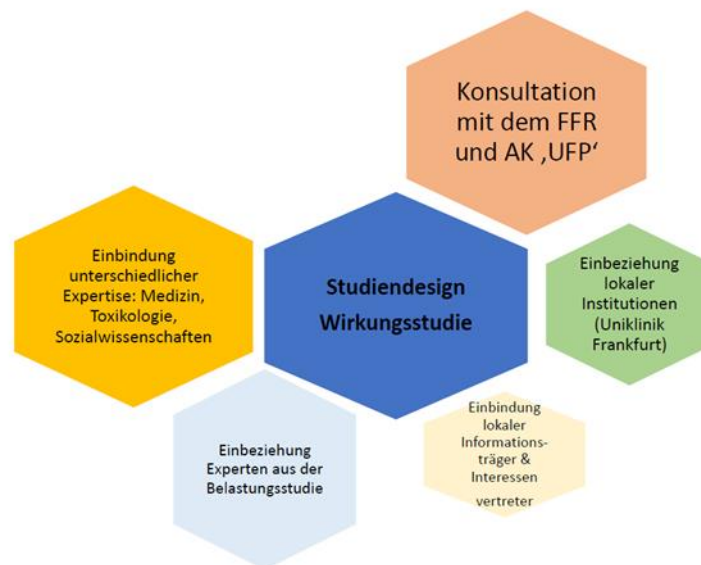 Konsultation
mit dem FFR
und AK ‚UFP‘
Einbindung
unterschiedlicher
Expertise: Medizin,
Toxikologie,
Sozialwissenschaften
Studiendesign
Wirkungsstudie
Einbeziehung
lokaler
Institutionen
(Uniklinik
Frankfurt)
Einbeziehung
Experten aus der
Belastungsstudie
Einbindung
lokaler
Informations-
träger &
Interessen
vertreter